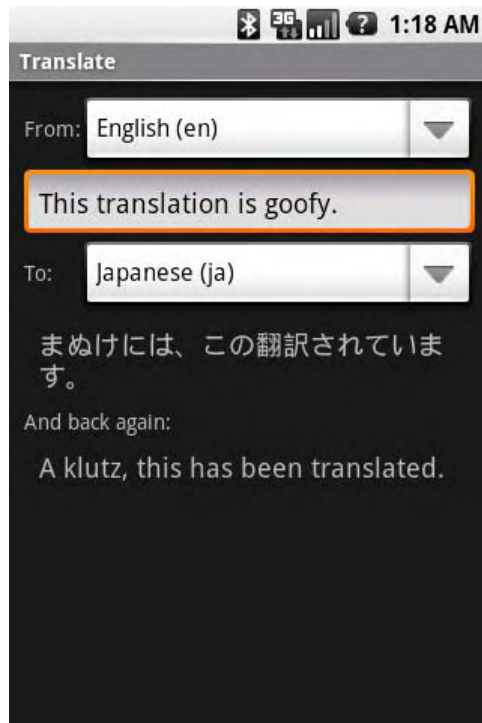 3G 1:18 AM
Translate
From: English (en)
This translation is goofy.
To: Japanese (ja)
まぬけには、この翻訳されていま
す。
And back again:
A klutz, this has been translated.